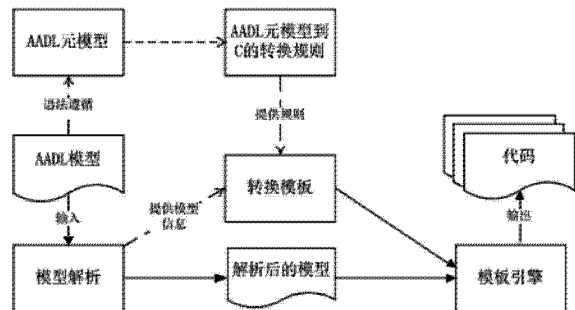 AADL元模型
AADL元模型到
C的转换规则
语法遵循
提供规则
AADL模型
转换模板
代码
输入
提供模型
信息
输出
模型解析
解析后的模型
模板引擎